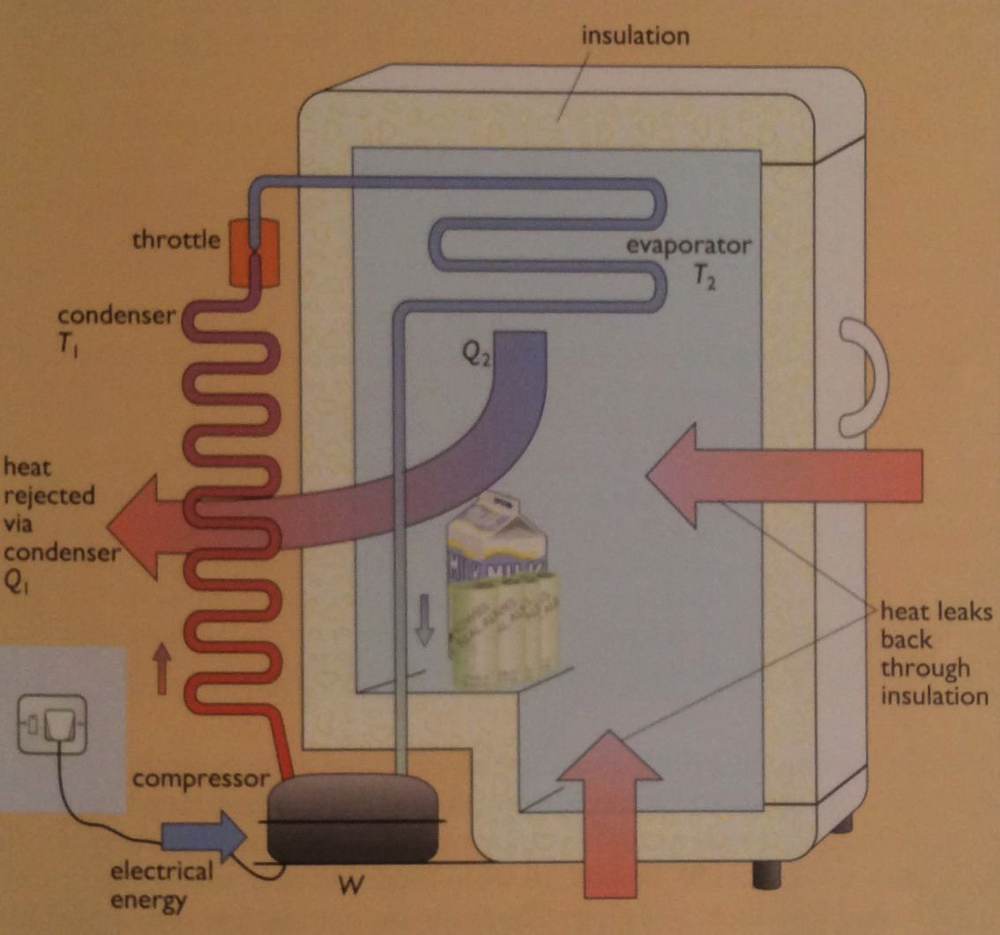 insulation
throttle
evaporator
T2
condenser
T1
Q2
heat
rejected
via
condenser
Q1
MILK
heat leaks
back
through
insulation
compressor
electrical
energy
W